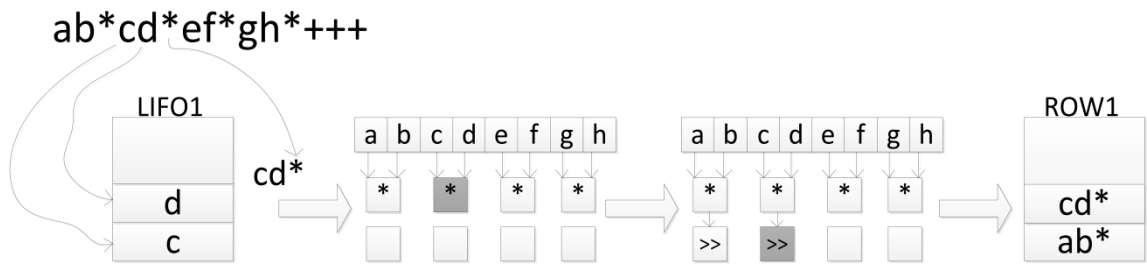 ab*cd*ef*gh*+++
LIFO1
d
c
cd*
a b c d e f g h
* * * *
a b c d e f g h
* * * *
>> >>
ROW1
cd*
ab*